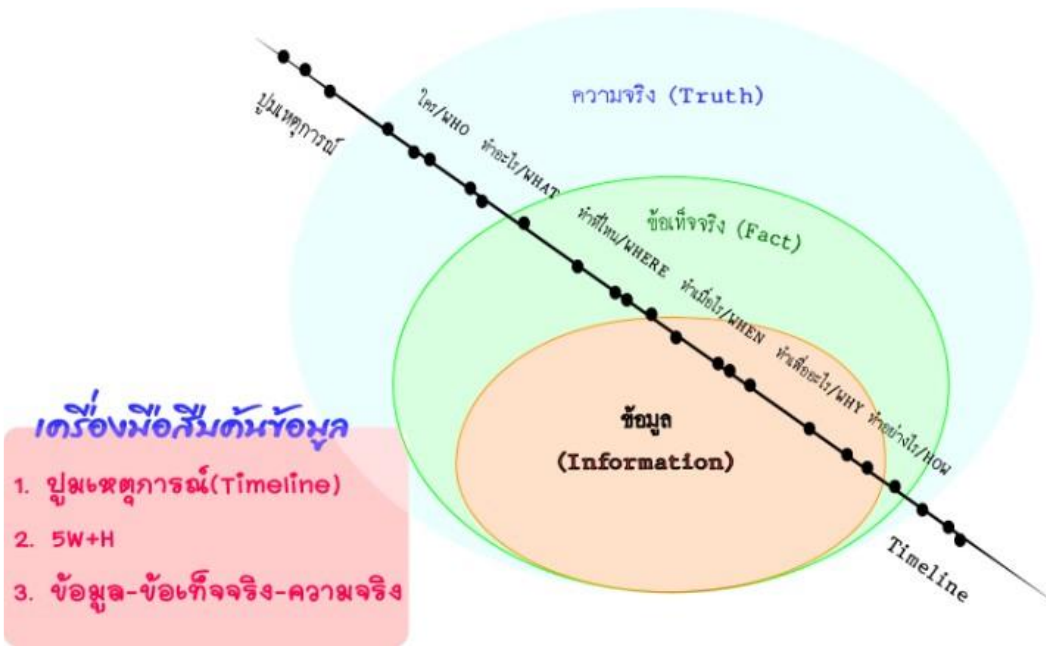 ความจริง (Truth)
ปูมเหตุการณ์
ใคร/WHO ทำอะไร/WHAT ทำที่ไหน/WHERE ทำเมื่อไร/WHEN ทำเพื่ออะไร/WHY ทำอย่างไร/HOW
ข้อเท็จจริง (Fact)
ข้อมูล
(Information)
Timeline
เครื่องมือสืบค้นข้อมูล
1. ปูมเหตุการณ์(Timeline)
2. 5W+H
3. ข้อมูล-ข้อเท็จจริง-ความจริง